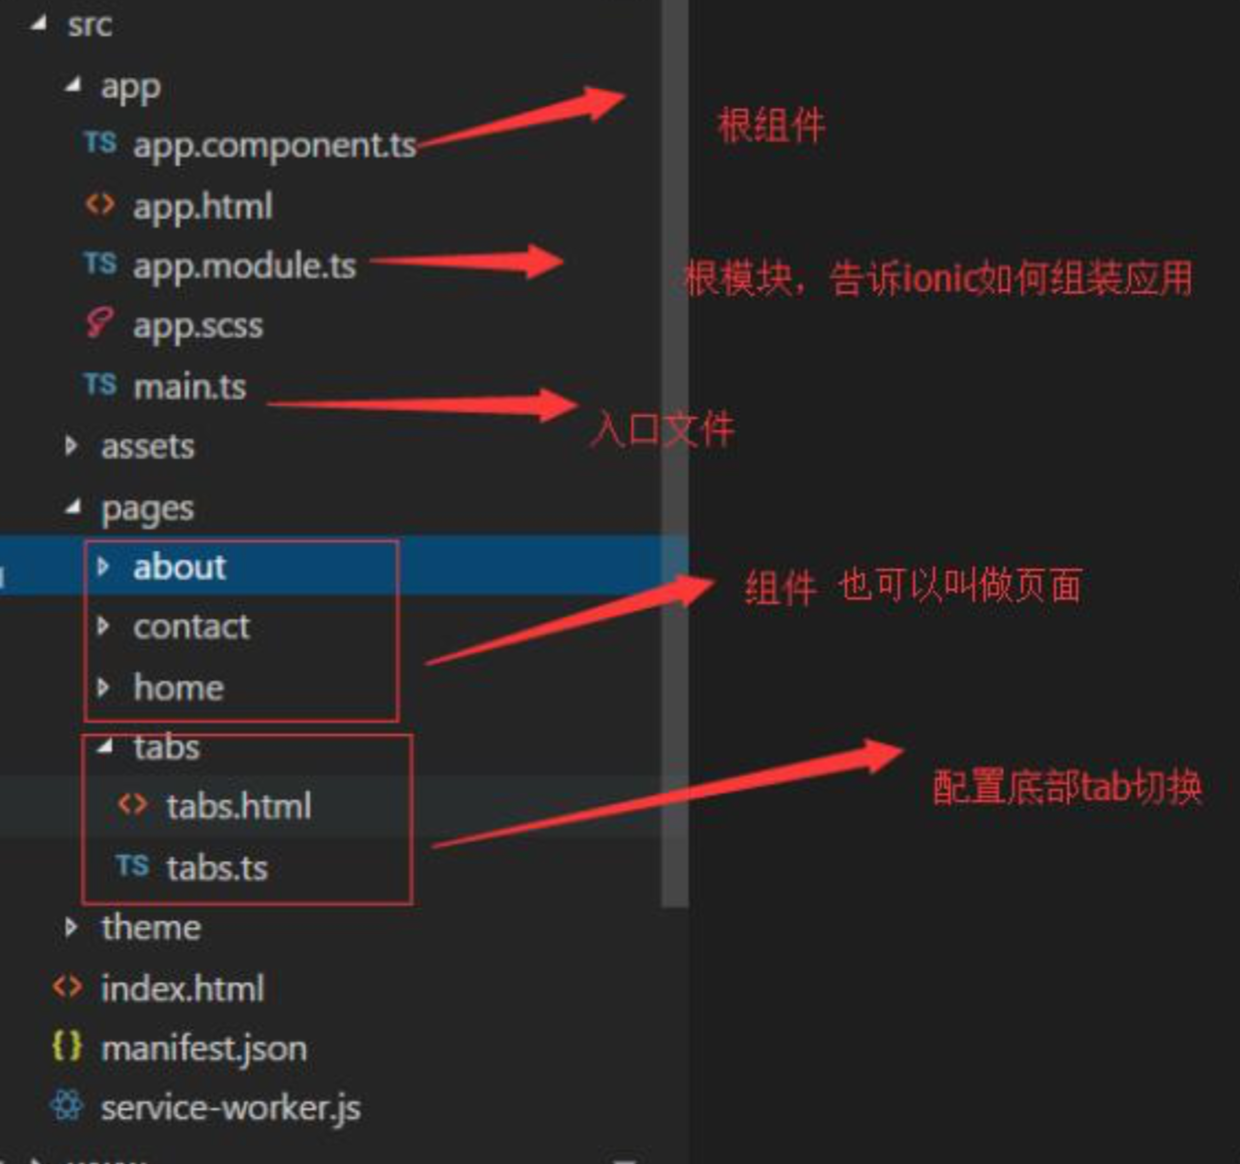 src
app
TS app.component.ts
根组件
<> app.html
TS app.module.ts
根模块，告诉ionic如何组装应用
app.scss
TS main.ts
入口文件
assets
pages
about
组件 也可以叫做页面
contact
home
tabs
配置底部tab切换
<> tabs.html
TS tabs.ts
theme
<> index.html
{} manifest.json
service-worker.js